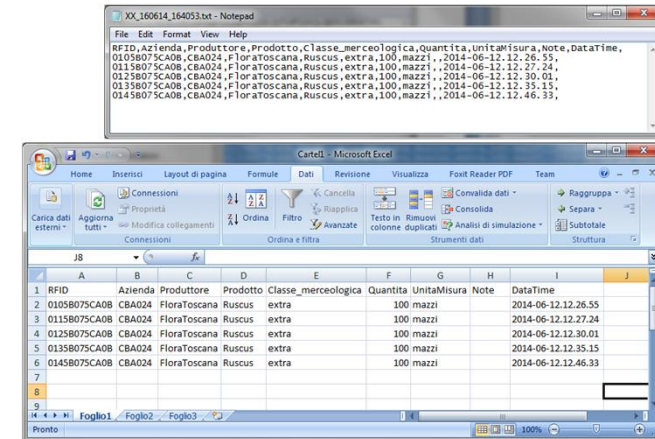 XX_160614_164053.txt - Notepad
File Edit Format View Help
RFID,Azienda,Produttore,Prodotto,Classe_merceologica,Quantita,UnitaMisura,Note,DataTime,
0105B075CA0B,CBA024,FloraToscana,Ruscus,extra,100,mazzi,,2014-06-12.12.26.55,
0115B075CA0B,CBA024,FloraToscana,Ruscus,extra,100,mazzi,,2014-06-12.12.27.24,
0125B075CA0B,CBA024,FloraToscana,Ruscus,extra,100,mazzi,,2014-06-12.12.30.01,
0135B075CA0B,CBA024,FloraToscana,Ruscus,extra,100,mazzi,,2014-06-12.12.35.15,
0145B075CA0B,CBA024,FloraToscana,Ruscus,extra,100,mazzi,,2014-06-12.12.46.33,
Cartel1 - Microsoft Excel
Home Inserisci Layout di pagina Formule Dati Revisione Visualizza Foxit Reader PDF Team
Connessioni Cancella Convalida dati Raggruppa
Proprietà Riapplica Consolida Separa
Carica dati esterni Aggiorna tutti Modifica collegamenti Ordina Filtro Avanzate Testo in colonne Rimuovi duplicati Analisi di simulazione Subtotale
Connessioni Ordina e filtra Strumenti dati Struttura
J8 fx
A B C D E F G H I J
1 RFID Azienda Produttore Prodotto Classe_merceologica Quantita UnitaMisura Note DataTime
2 0105B075CA0B CBA024 FloraToscana Ruscus extra 100 mazzi 2014-06-12.12.26.55
3 0115B075CA0B CBA024 FloraToscana Ruscus extra 100 mazzi 2014-06-12.12.27.24
4 0125B075CA0B CBA024 FloraToscana Ruscus extra 100 mazzi 2014-06-12.12.30.01
5 0135B075CA0B CBA024 FloraToscana Ruscus extra 100 mazzi 2014-06-12.12.35.15
6 0145B075CA0B CBA024 FloraToscana Ruscus extra 100 mazzi 2014-06-12.12.46.33
7
8
9
Foglio1 Foglio2 Foglio3
Pronto 100%